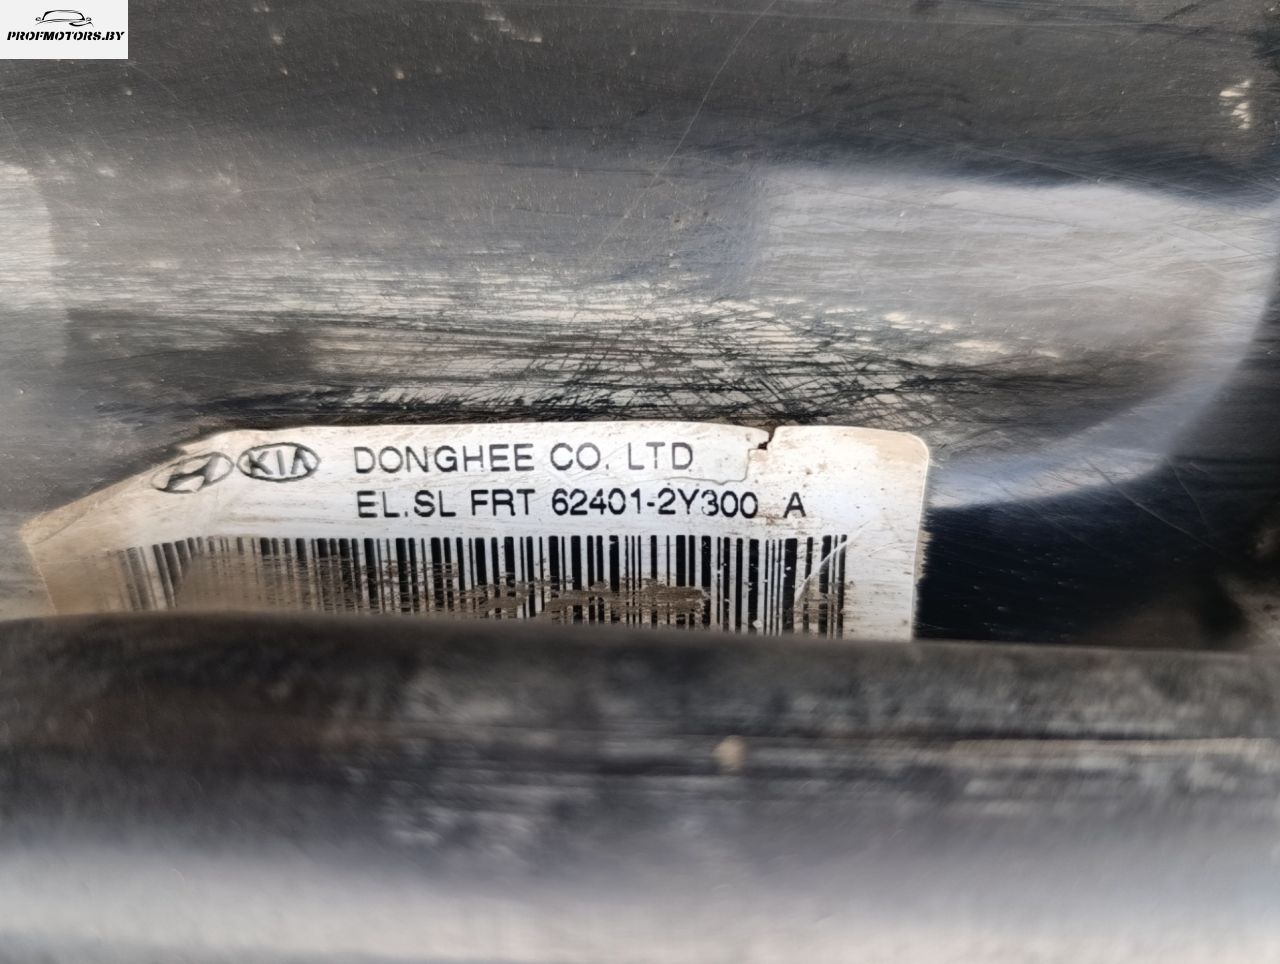 PROFMOTORS.BY
KIA DONGHEE CO. LTD
EL.SL FRT 62401-2Y300 A